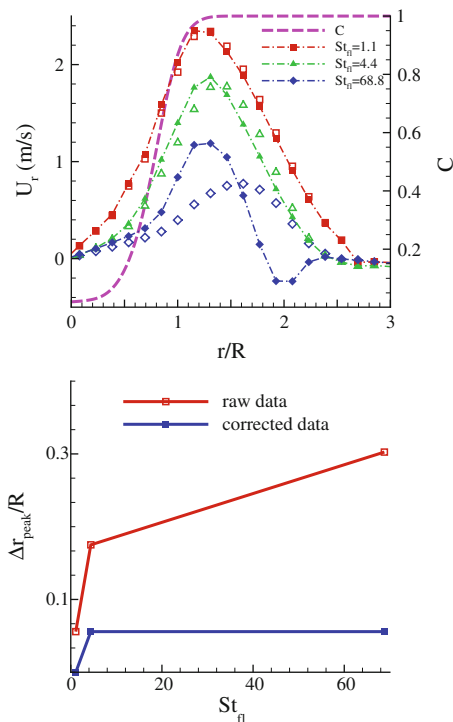 C
St_fl=1.1
St_fl=4.4
St_fl=68.8
2
1
0
U_r (m/s)
1
0.8
0.6
0.4
0.2
C
0
1
2
3
r/R
raw data
corrected data
0.3
0.1
Δr_peak/R
0
20
40
60
St_fl